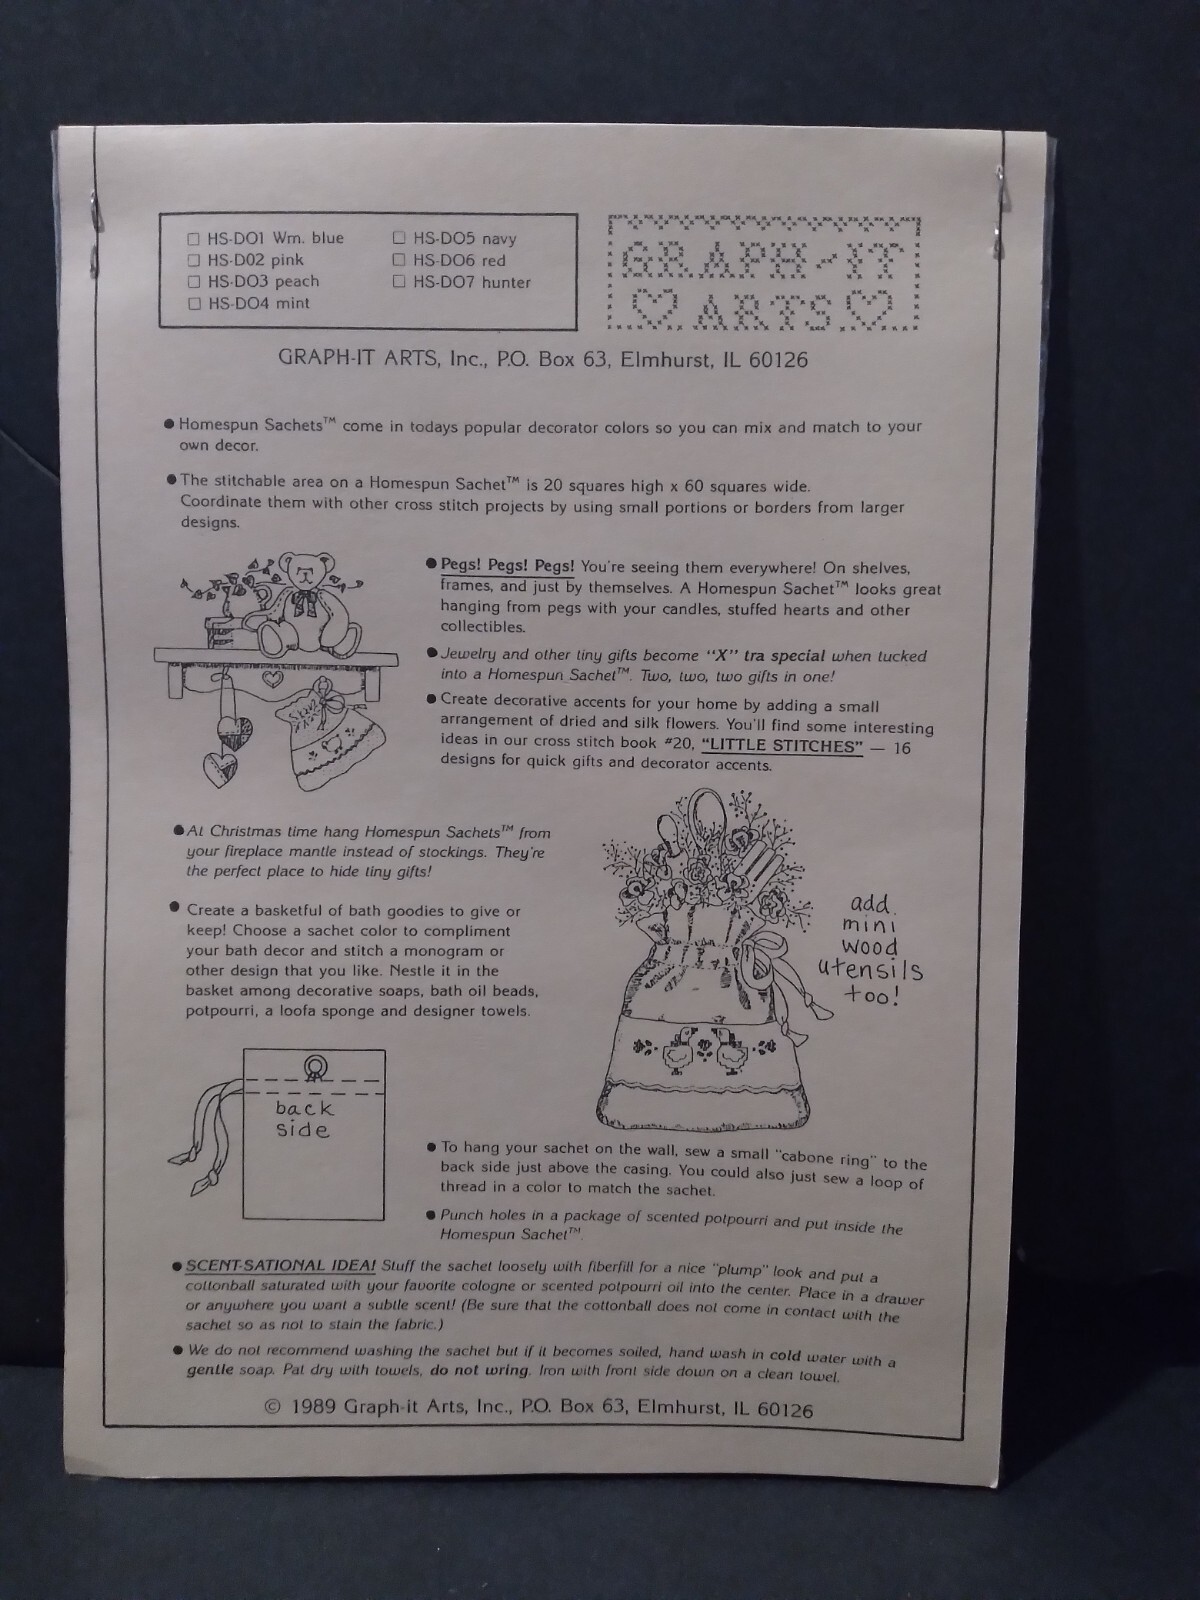 ☐ HS-DO1 Wm. blue
☐ HS-D02 pink
☐ HS-DO3 peach
☐ HS-DO4 mint
☐ HS-DO5 navy
☐ HS-DO6 red
☐ HS-DO7 hunter
GRAPH-IT
♡ ARTS ♡
GRAPH-IT ARTS, Inc., P.O. Box 63, Elmhurst, IL 60126
● Homespun Sachets™ come in todays popular decorator colors so you can mix and match to your
own decor.
● The stitchable area on a Homespun Sachet™ is 20 squares high x 60 squares wide.
Coordinate them with other cross stitch projects by using small portions or borders from larger
designs.
● Pegs! Pegs! Pegs! You're seeing them everywhere! On shelves,
frames, and just by themselves. A Homespun Sachet™ looks great
hanging from pegs with your candles, stuffed hearts and other
collectibles.
● Jewelry and other tiny gifts become "X" tra special when tucked
into a Homespun Sachet™. Two, two, two gifts in one!
● Create decorative accents for your home by adding a small
arrangement of dried and silk flowers. You'll find some interesting
ideas in our cross stitch book #20, "LITTLE STITCHES" — 16
designs for quick gifts and decorator accents.
● At Christmas time hang Homespun Sachets™ from
your fireplace mantle instead of stockings. They're
the perfect place to hide tiny gifts!
● Create a basketful of bath goodies to give or
keep! Choose a sachet color to compliment
your bath decor and stitch a monogram or
other design that you like. Nestle it in the
basket among decorative soaps, bath oil beads,
potpourri, a loofa sponge and designer towels.
add
mini
wood
utensils
too!
back
side
● To hang your sachet on the wall, sew a small "cabone ring" to the
back side just above the casing. You could also just sew a loop of
thread in a color to match the sachet.
● Punch holes in a package of scented potpourri and put inside the
Homespun Sachet™.
● SCENT-SATIONAL IDEA! Stuff the sachet loosely with fiberfill for a nice "plump" look and put a
cottonball saturated with your favorite cologne or scented potpourri oil into the center. Place in a drawer
or anywhere you want a subtle scent! (Be sure that the cottonball does not come in contact with the
sachet so as not to stain the fabric.)
● We do not recommend washing the sachet but if it becomes soiled, hand wash in cold water with a
gentle soap. Pat dry with towels, do not wring. Iron with front side down on a clean towel.
© 1989 Graph-it Arts, Inc., P.O. Box 63, Elmhurst, IL 60126